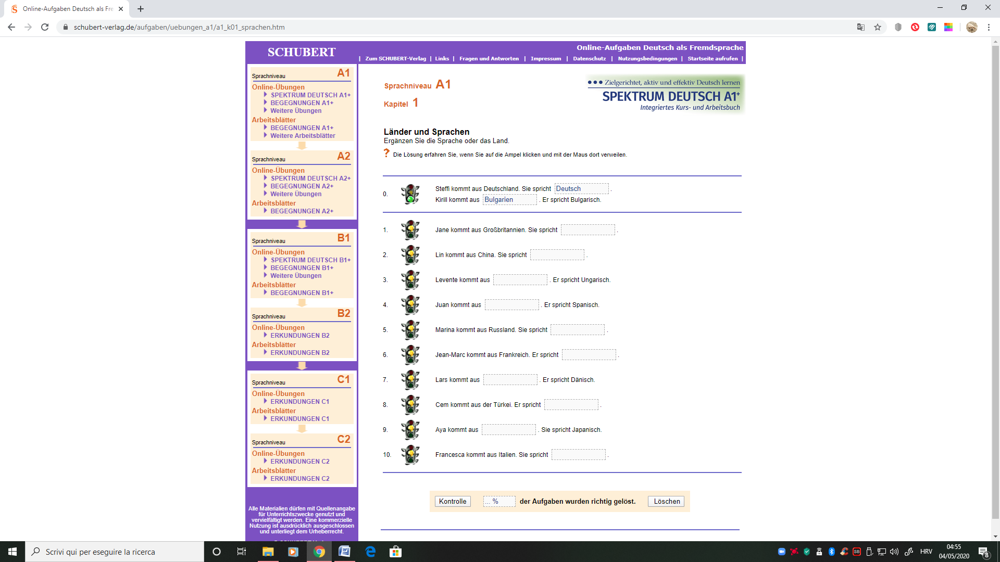 Online-Aufgaben Deutsch als Fre
schubert-verlag.de/aufgaben/uebungen_a1/a1_k01_sprachen.htm
SCHUBERT
Online-Aufgaben Deutsch als Fremdsprache
| Zum SCHUBERT-Verlag | Links | Fragen und Antworten | Impressum | Datenschutz | Nutzungsbedingungen | Startseite aufrufen |
Sprachniveau A1
Online-Übungen
SPEKTRUM DEUTSCH A1+
BEGEGNUNGEN A1+
Weitere Übungen
Arbeitsblätter
BEGEGNUNGEN A1+
Weitere Arbeitsblätter
Sprachniveau A2
Online-Übungen
SPEKTRUM DEUTSCH A2+
BEGEGNUNGEN A2+
Weitere Übungen
Arbeitsblätter
BEGEGNUNGEN A2+
Sprachniveau B1
Online-Übungen
SPEKTRUM DEUTSCH B1+
BEGEGNUNGEN B1+
Weitere Übungen
Arbeitsblätter
BEGEGNUNGEN B1+
Sprachniveau B2
Online-Übungen
ERKUNDUNGEN B2
Arbeitsblätter
ERKUNDUNGEN B2
Sprachniveau C1
Online-Übungen
ERKUNDUNGEN C1
Arbeitsblätter
ERKUNDUNGEN C1
Sprachniveau C2
Online-Übungen
ERKUNDUNGEN C2
Arbeitsblätter
ERKUNDUNGEN C2
Alle Materialien dürfen mit Quellenangabe
für Unterrichtszwecke genutzt und
vervielfältigt werden. Eine kommerzielle
Nutzung ist ausdrücklich ausgeschlossen
und unterliegt dem Urheberrecht.
Sprachniveau A1
Kapitel 1
••• Zielgerichtet, aktiv und effektiv Deutsch lernen
SPEKTRUM DEUTSCH A1+
Integriertes Kurs- und Arbeitsbuch
Länder und Sprachen
Ergänzen Sie die Sprache oder das Land.
? Die Lösung erfahren Sie, wenn Sie auf die Ampel klicken und mit der Maus dort verweilen.
0. Steffi kommt aus Deutschland. Sie spricht Deutsch .
Kirill kommt aus Bulgarien . Er spricht Bulgarisch.
1. Jane kommt aus Großbritannien. Sie spricht .
2. Lin kommt aus China. Sie spricht .
3. Levente kommt aus . Er spricht Ungarisch.
4. Juan kommt aus . Er spricht Spanisch.
5. Marina kommt aus Russland. Sie spricht .
6. Jean-Marc kommt aus Frankreich. Er spricht .
7. Lars kommt aus . Er spricht Dänisch.
8. Cem kommt aus der Türkei. Er spricht .
9. Aya kommt aus . Sie spricht Japanisch.
10. Francesca kommt aus Italien. Sie spricht .
Kontrolle ... % der Aufgaben wurden richtig gelöst. Löschen
Scrivi qui per eseguire la ricerca
SB
HRV
04:55
04/05/2020
8